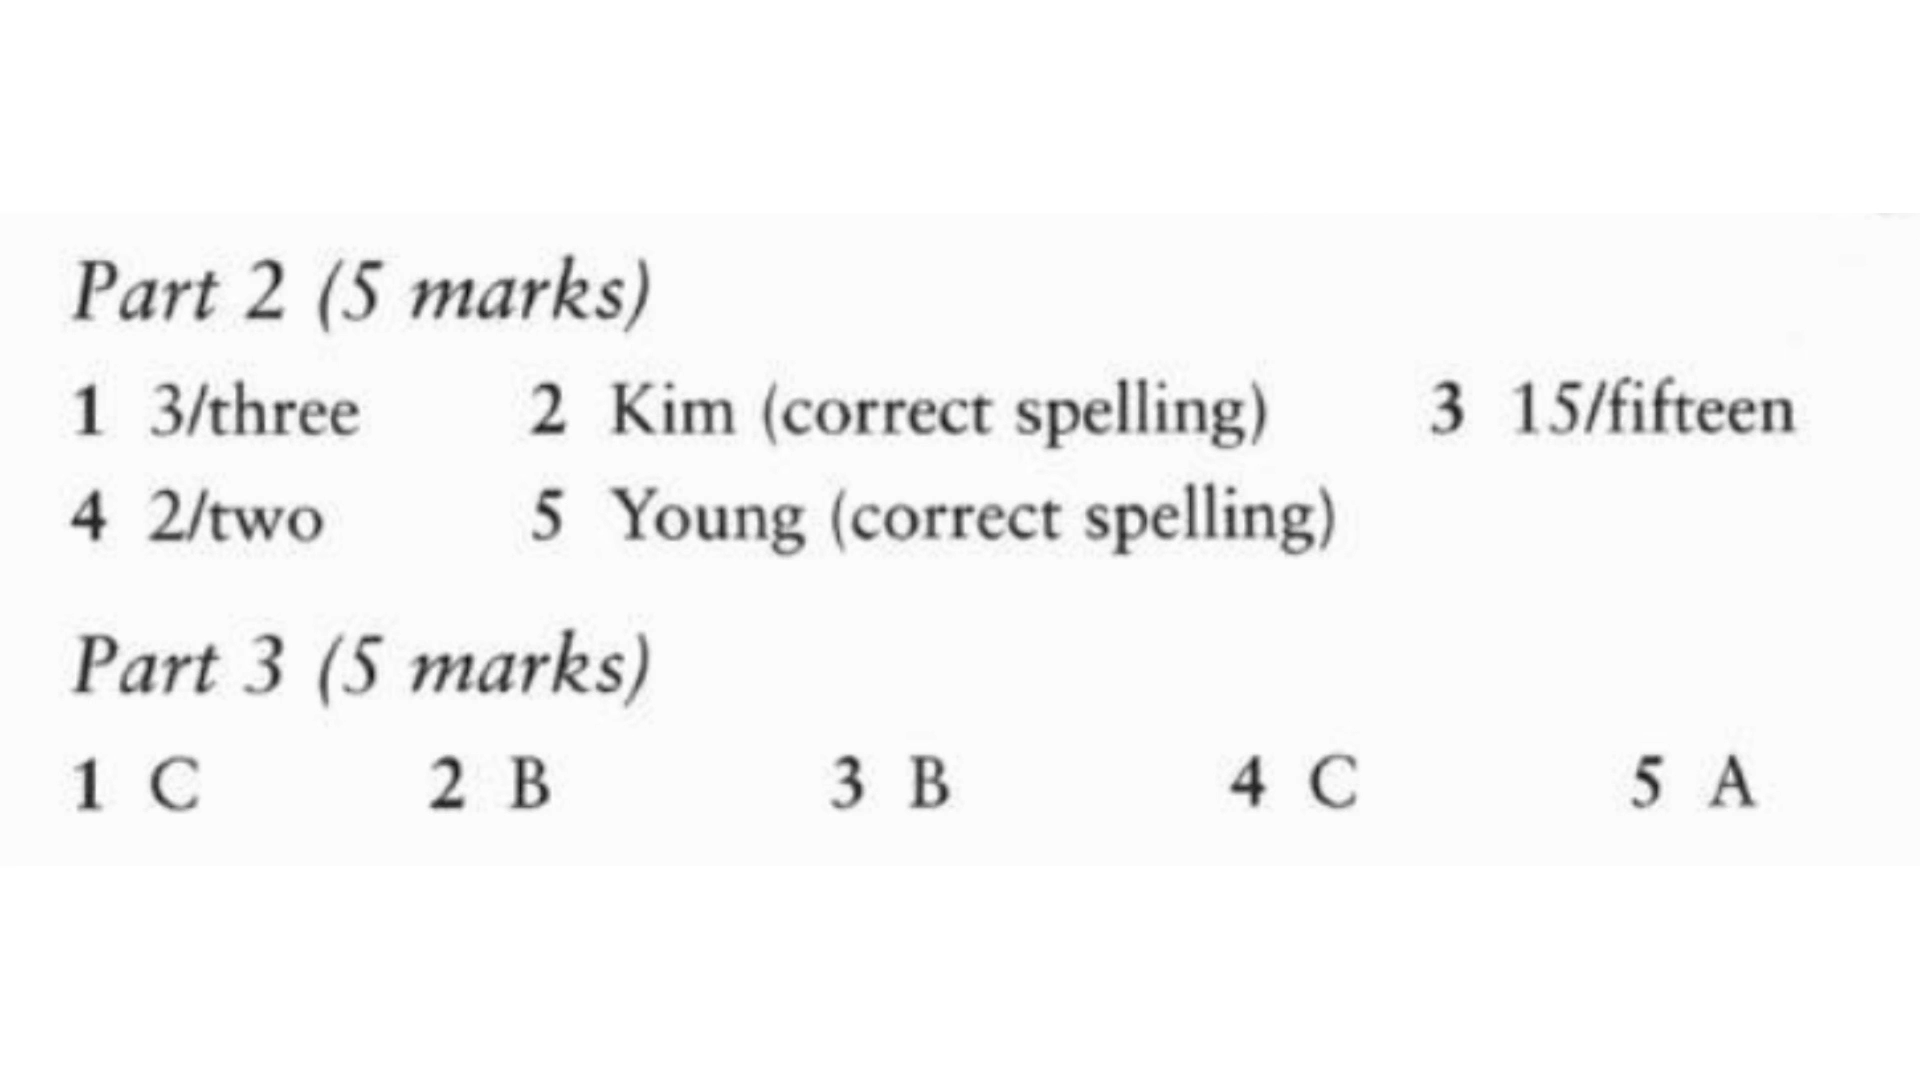 Part 2 (5 marks)
1 3/three 2 Kim (correct spelling) 3 15/fifteen
4 2/two 5 Young (correct spelling)
Part 3 (5 marks)
1 C 2 B 3 B 4 C 5 A